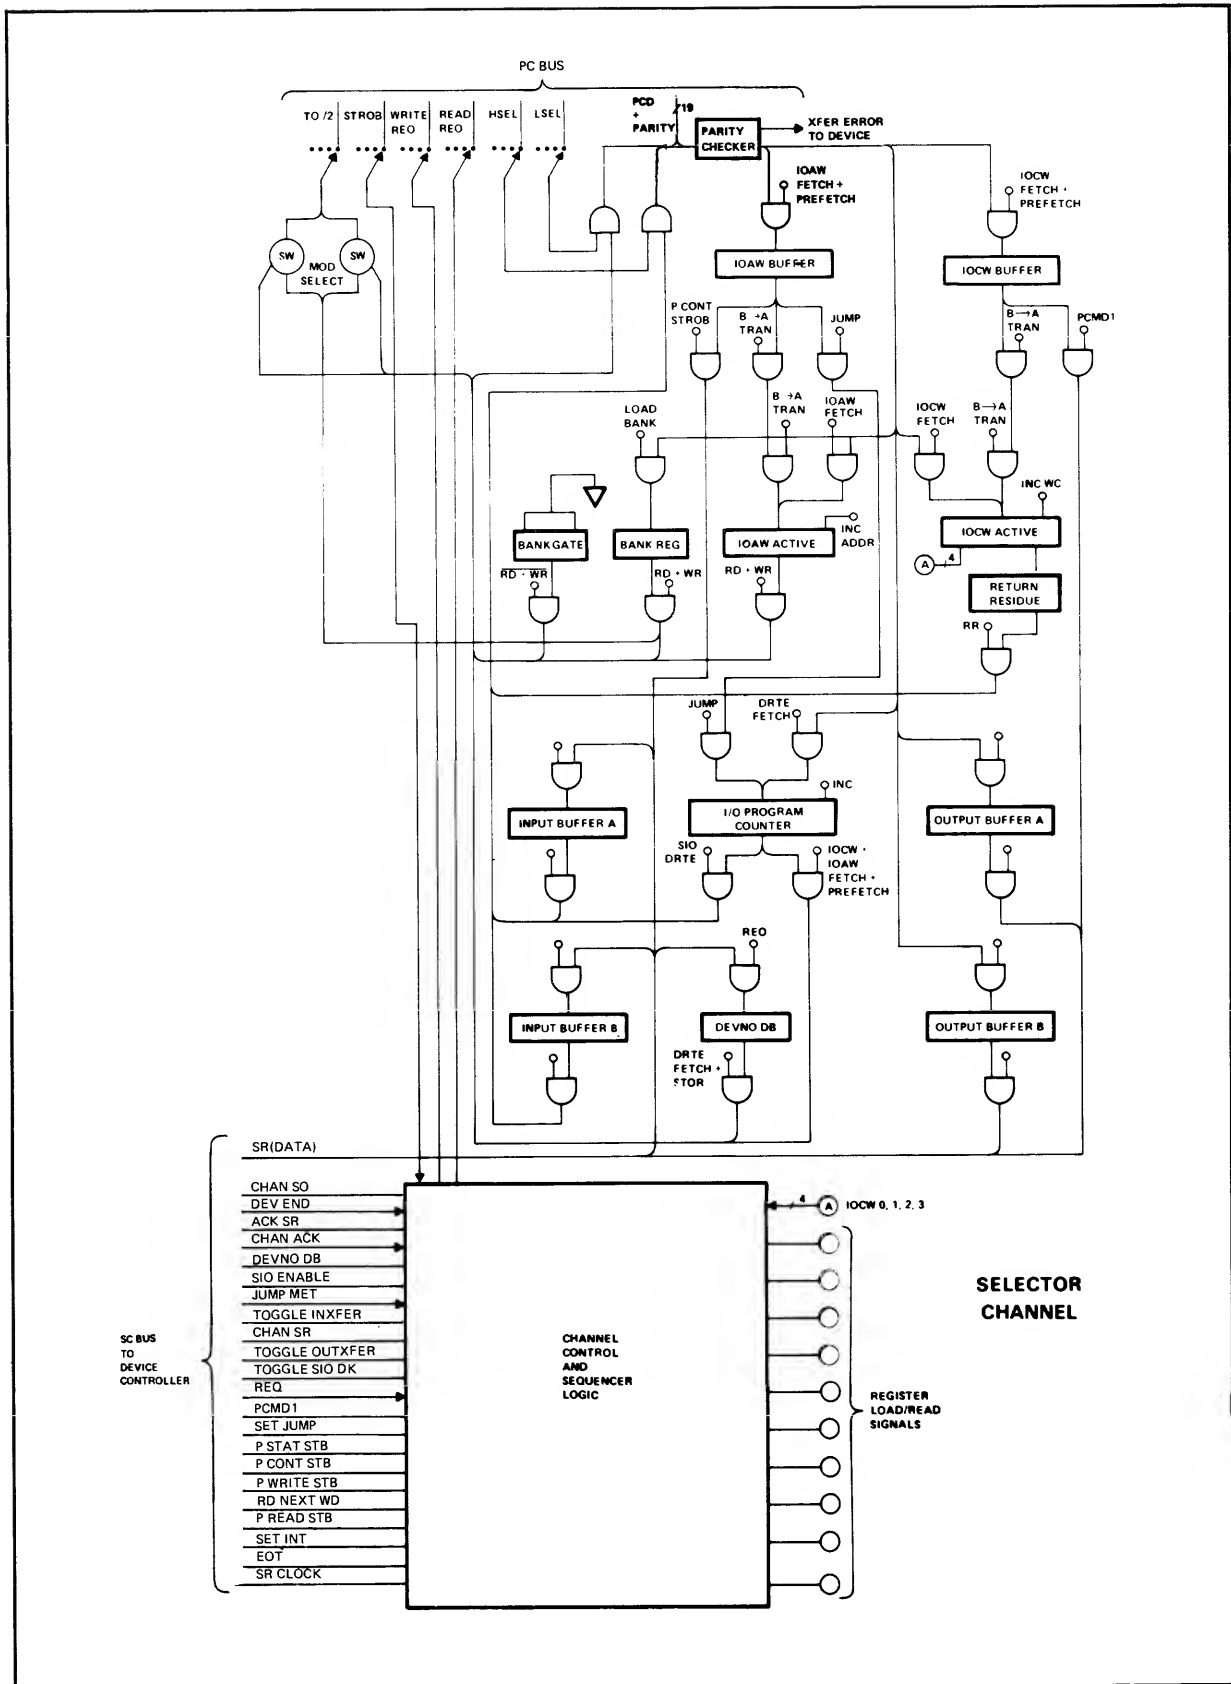 PC BUS
TO /2 STROB WRITE REO READ REO HSEL LSEL
PCD + PARITY
19
PARITY CHECKER
XFER ERROR TO DEVICE
IOAW FETCH + PREFETCH
IOCW FETCH + PREFETCH
SW MOD SELECT SW
IOAW BUFFER
IOCW BUFFER
P CONT STROB
B → A TRAN
JUMP
B → A TRAN
PCMD1
LOAD BANK
B → A TRAN
IOAW FETCH
IOCW FETCH
B → A TRAN
INC WC
BANK GATE
BANK REG
IOAW ACTIVE
INC ADDR
IOCW ACTIVE
A
4
RD · WR
RD + WR
RD + WR
RETURN RESIDUE
RR
JUMP
DRTE FETCH
INPUT BUFFER A
I/O PROGRAM COUNTER
INC
OUTPUT BUFFER A
SIO DRTE
IOCW · IOAW FETCH + PREFETCH
REO
INPUT BUFFER B
DEVNO DB
OUTPUT BUFFER B
DRTE FETCH + STOR
SR(DATA)
CHAN SO
DEV END
ACK SR
CHAN ACK
DEVNO DB
SIO ENABLE
JUMP MET
TOGGLE INXFER
CHAN SR
TOGGLE OUTXFER
TOGGLE SIO DK
REQ
PCMD1
SET JUMP
P STAT STB
P CONT STB
P WRITE STB
RD NEXT WD
P READ STB
SET INT
EOT
SR CLOCK
SC BUS
TO
DEVICE
CONTROLLER
CHANNEL
CONTROL
AND
SEQUENCER
LOGIC
4
A
IOCW 0, 1, 2, 3
SELECTOR
CHANNEL
REGISTER
LOAD/READ
SIGNALS